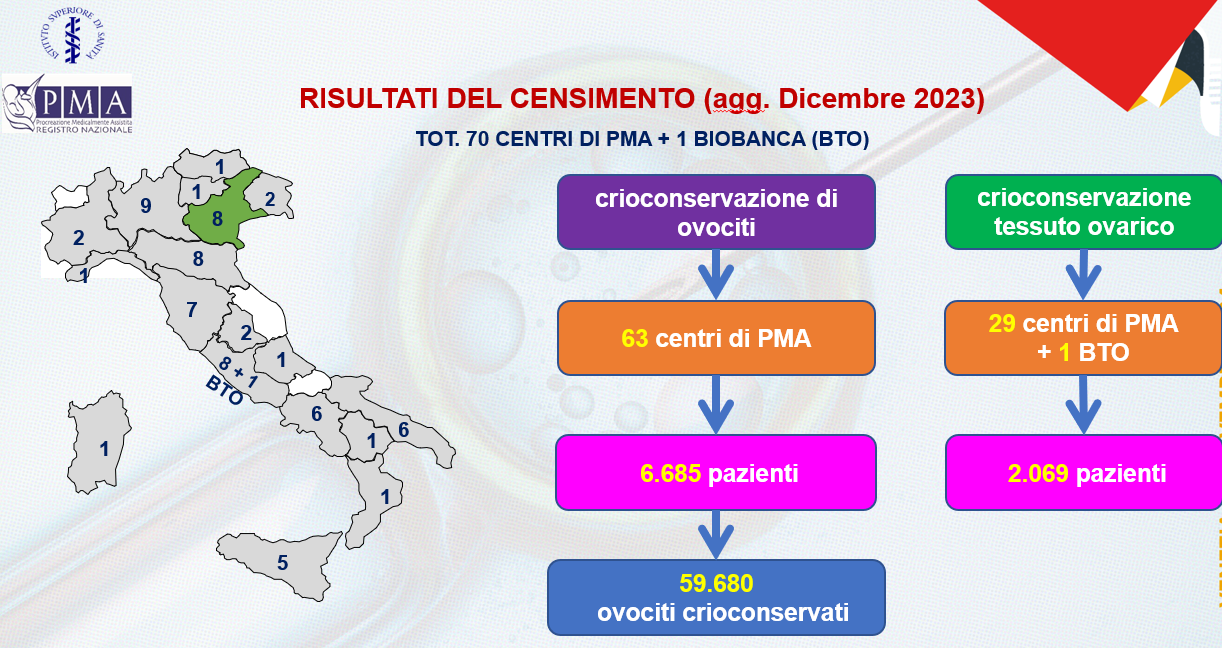 ISTITVTO SVPERIORE DI SANITÀ
PMA
Procreazione Medicalmente Assistita
REGISTRO NAZIONALE
RISULTATI DEL CENSIMENTO (agg. Dicembre 2023)
TOT. 70 CENTRI DI PMA + 1 BIOBANCA (BTO)
1
1
2
9
8
2
8
1
7
2
1
8 + 1
BTO
6
6
1
1
1
5
crioconservazione di
ovociti
63 centri di PMA
6.685 pazienti
59.680
ovociti crioconservati
crioconservazione
tessuto ovarico
29 centri di PMA
+ 1 BTO
2.069 pazienti